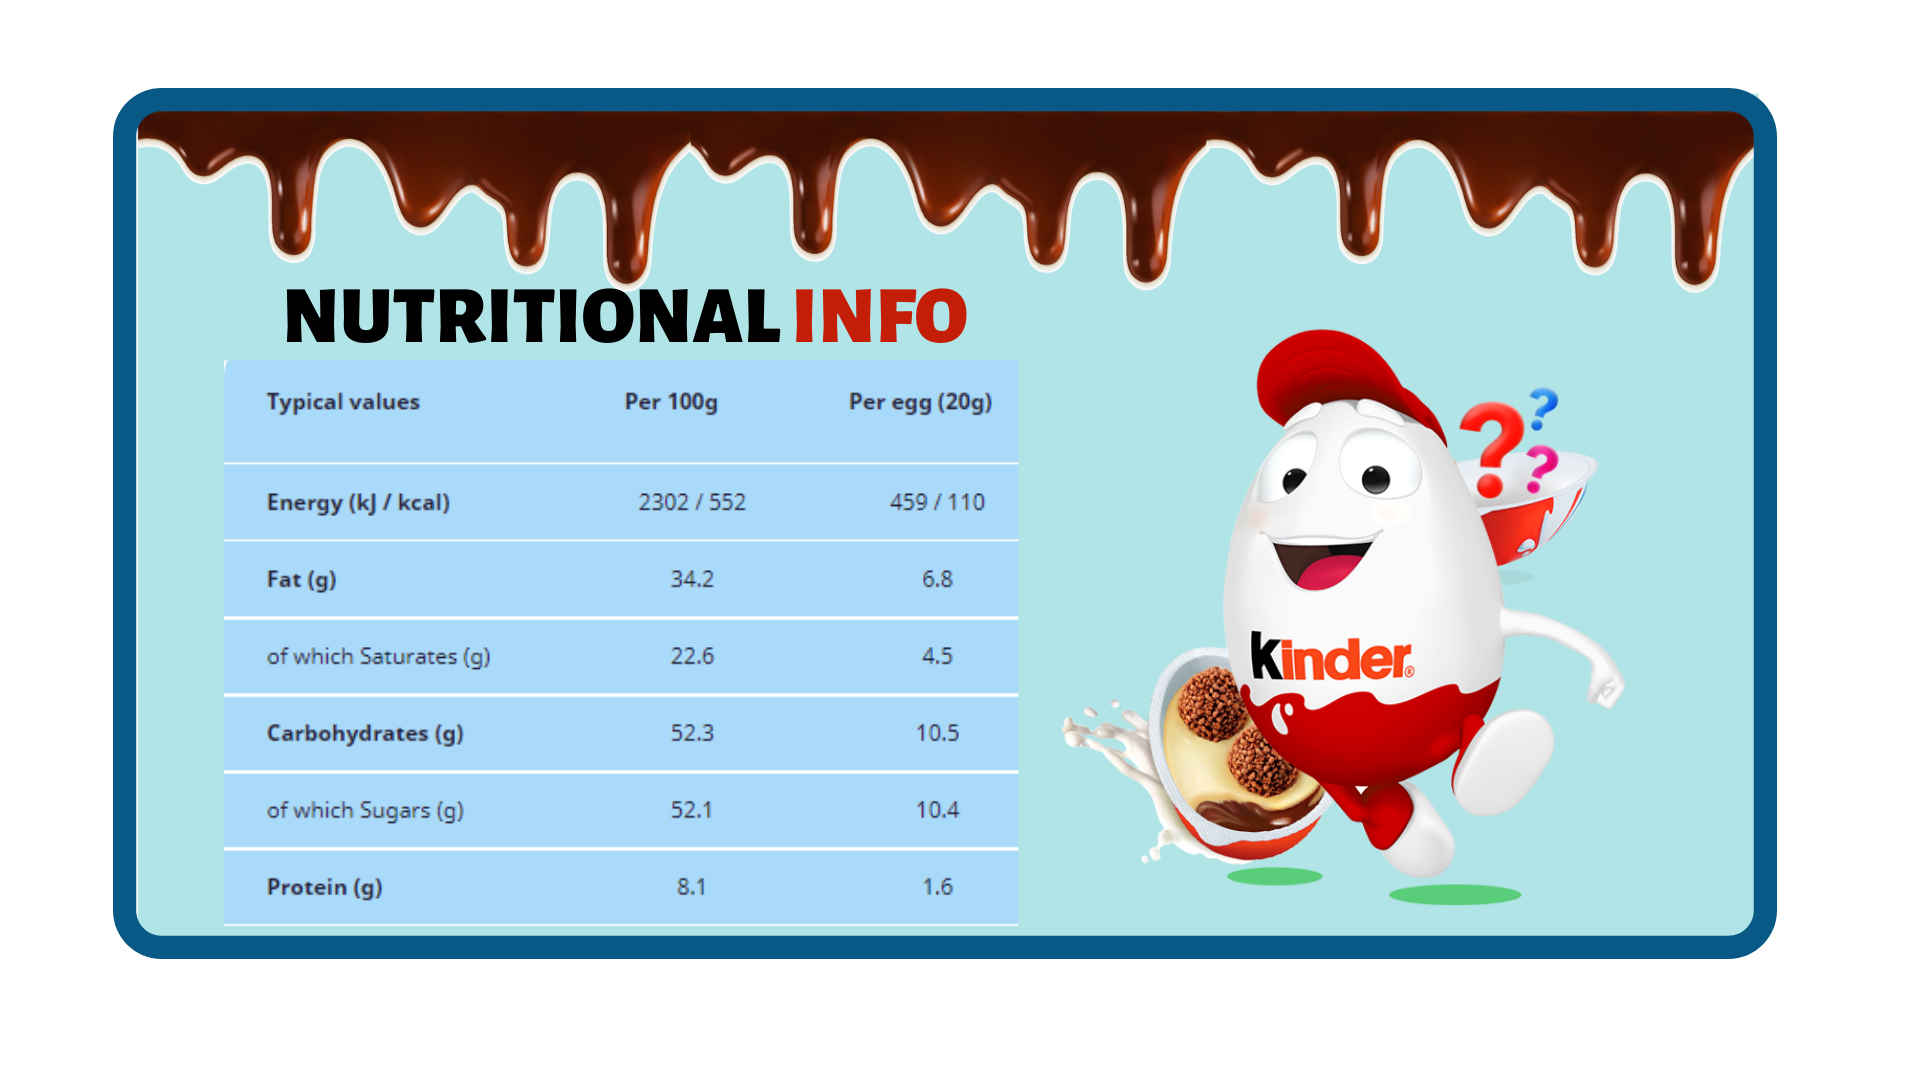 NUTRITIONAL INFO
Typical values Per 100g Per egg (20g)
Energy (kJ / kcal) 2302 / 552 459 / 110
Fat (g) 34.2 6.8
of which Saturates (g) 22.6 4.5
Carbohydrates (g) 52.3 10.5
of which Sugars (g) 52.1 10.4
Protein (g) 8.1 1.6
? ? ?
Kinder®